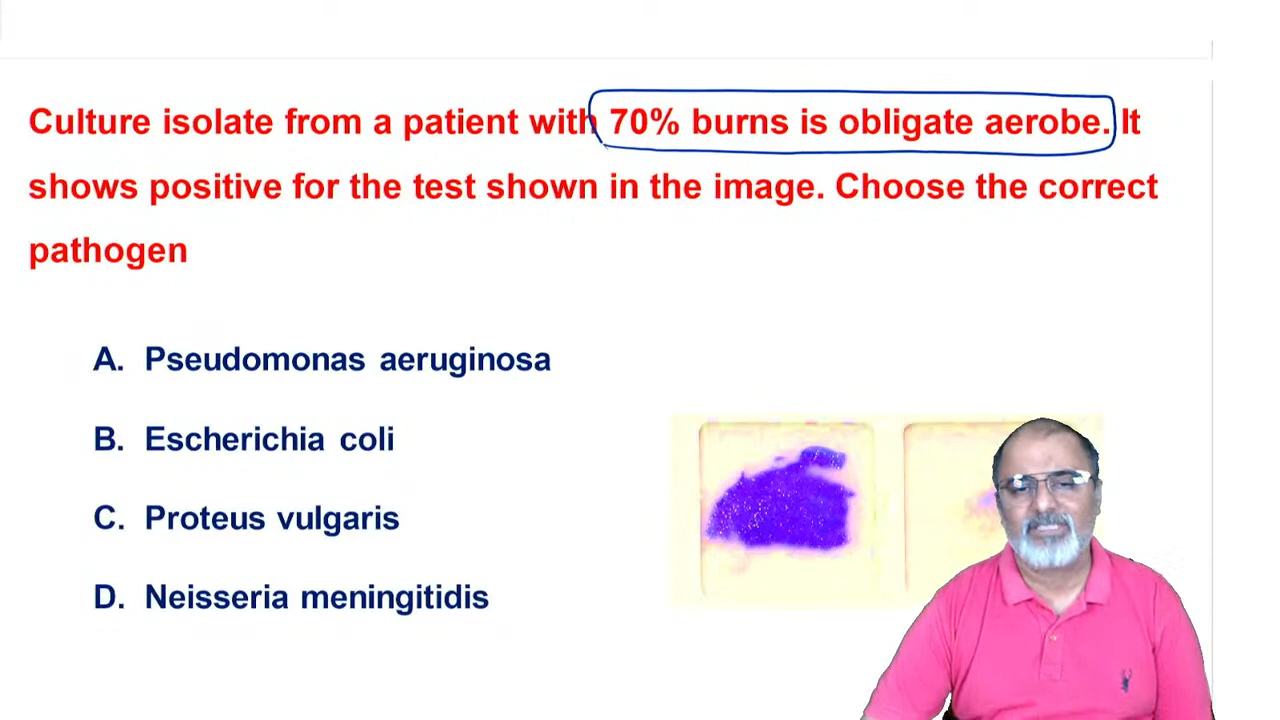 Culture isolate from a patient with 70% burns is obligate aerobe. It
shows positive for the test shown in the image. Choose the correct
pathogen
A. Pseudomonas aeruginosa
B. Escherichia coli
C. Proteus vulgaris
D. Neisseria meningitidis